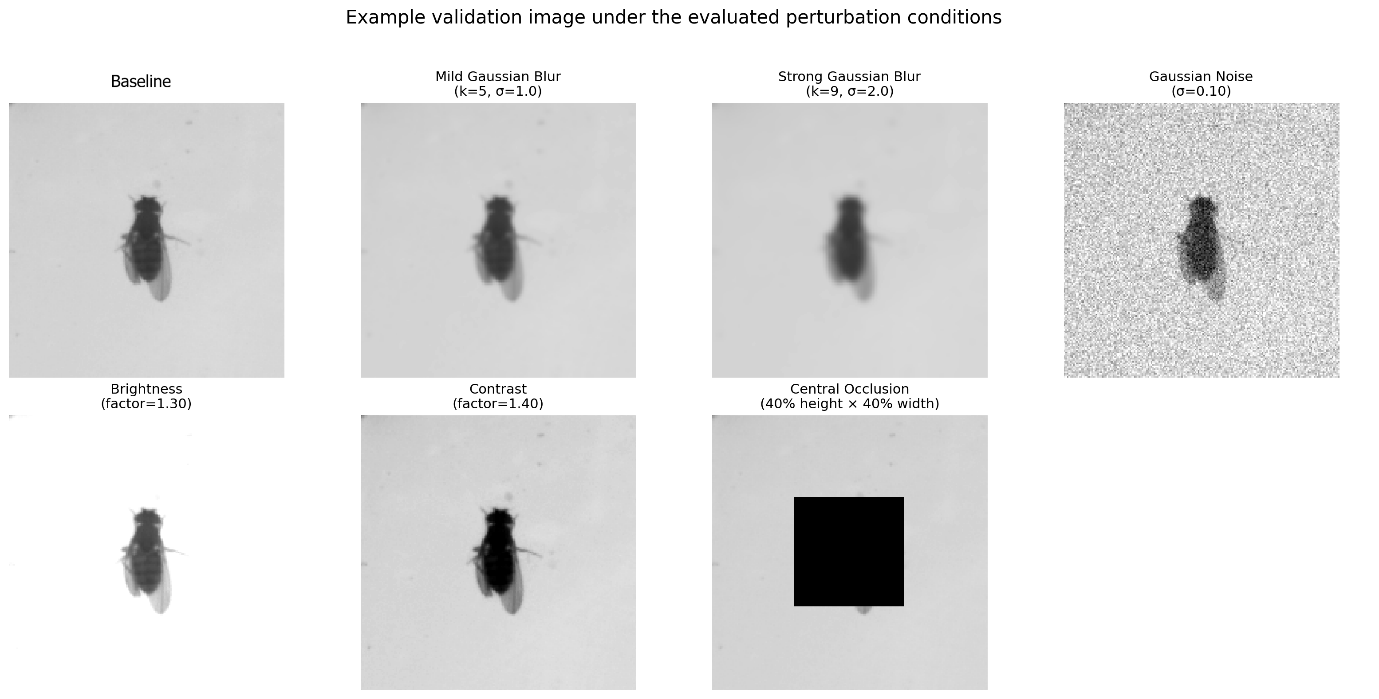 Example validation image under the evaluated perturbation conditions
Baseline
Mild Gaussian Blur
(k=5, σ=1.0)
Strong Gaussian Blur
(k=9, σ=2.0)
Gaussian Noise
(σ=0.10)
Brightness
(factor=1.30)
Contrast
(factor=1.40)
Central Occlusion
(40% height × 40% width)